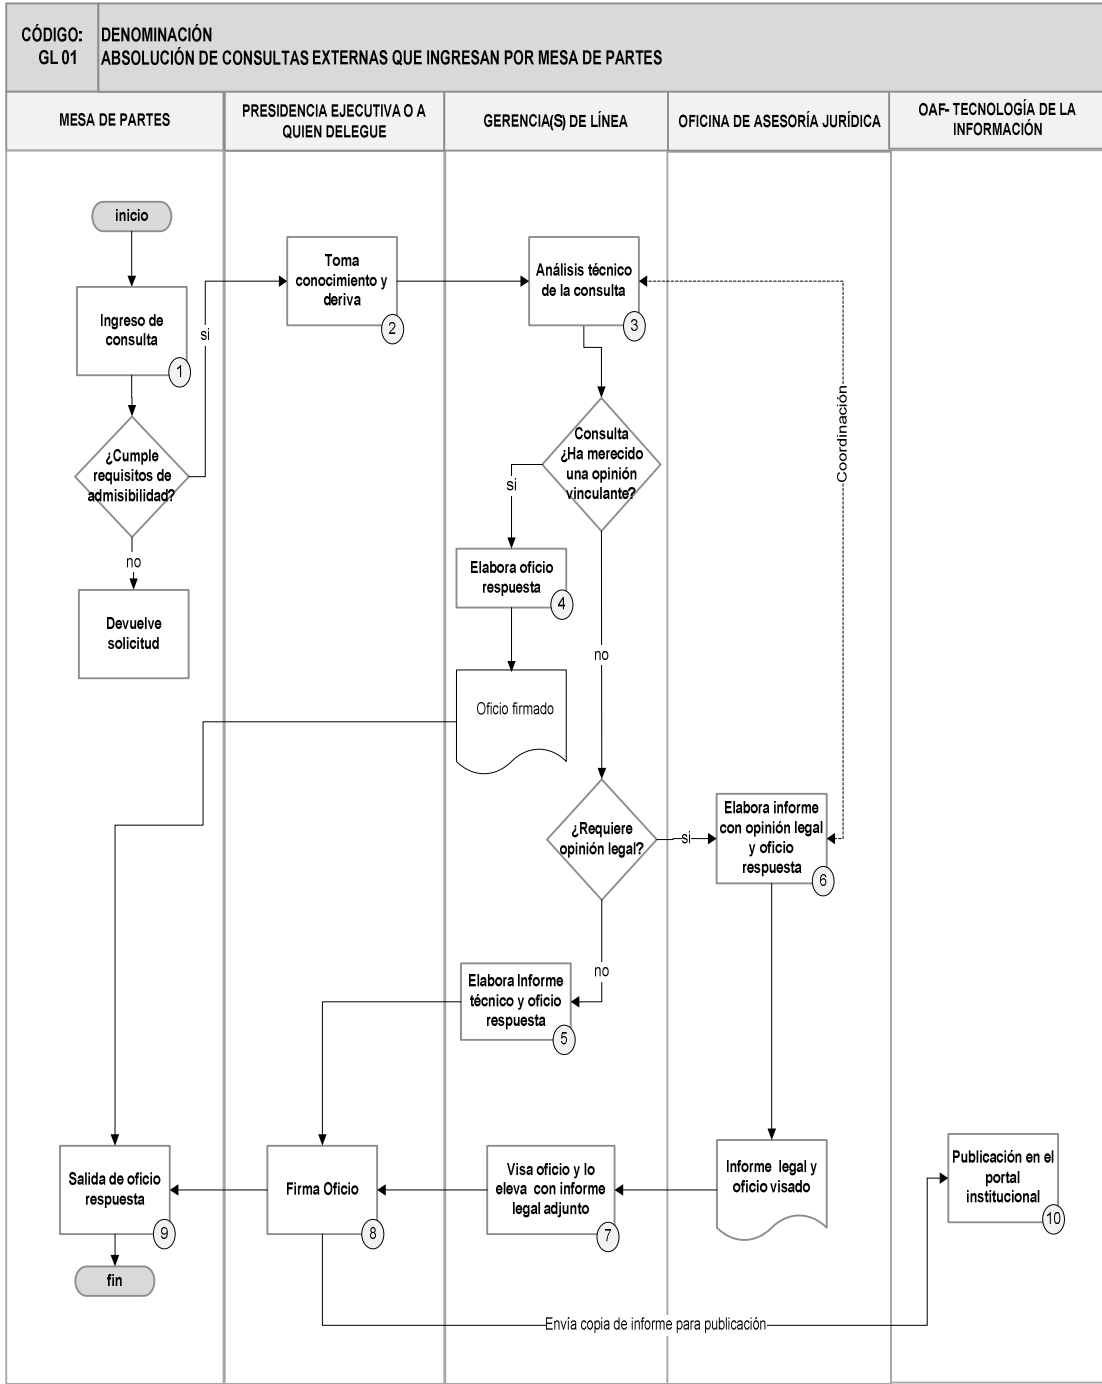 CÓDIGO:
GL 01
DENOMINACIÓN
ABSOLUCIÓN DE CONSULTAS EXTERNAS QUE INGRESAN POR MESA DE PARTES
MESA DE PARTES
PRESIDENCIA EJECUTIVA O A
QUIEN DELEGUE
GERENCIA(S) DE LÍNEA
OFICINA DE ASESORÍA JURÍDICA
OAF- TECNOLOGÍA DE LA
INFORMACIÓN
inicio
Ingreso de
consulta
1
si
Toma
conocimiento y
deriva
2
Análisis técnico
de la consulta
3
¿Cumple
requisitos de
admisibilidad?
no
Devuelve
solicitud
Consulta
¿Ha merecido
una opinión
vinculante?
si
Coordinación
Elabora oficio
respuesta
4
no
Oficio firmado
¿Requiere
opinión legal?
si
Elabora informe
con opinión legal
y oficio
respuesta
6
no
Elabora Informe
técnico y oficio
respuesta
5
Salida de oficio
respuesta
9
Firma Oficio
8
Visa oficio y lo
eleva con informe
legal adjunto
7
Informe legal y
oficio visado
Publicación en el
portal
institucional
10
fin
Envía copia de informe para publicación